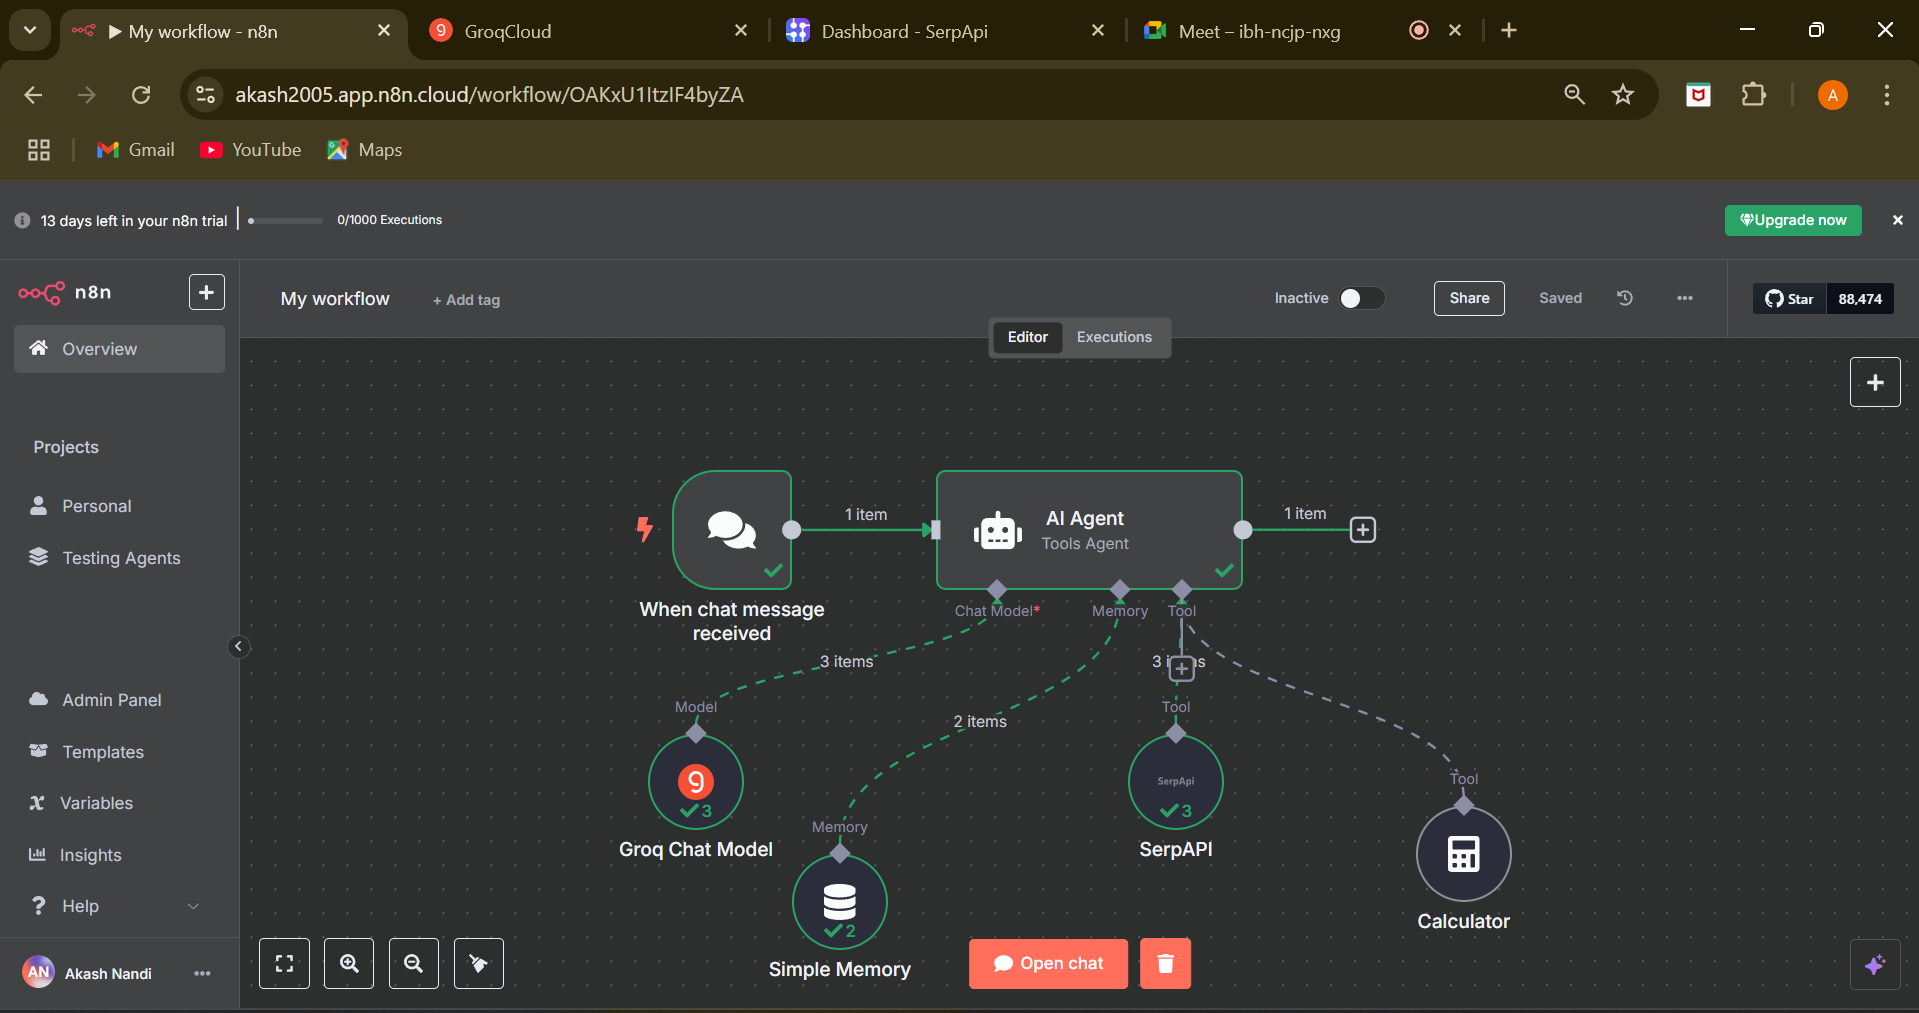 My workflow - n8n
GroqCloud
Dashboard - SerpApi
Meet – ibh-ncjp-nxg
akash2005.app.n8n.cloud/workflow/OAKxU1ItzIF4byZA
A
Gmail
YouTube
Maps
13 days left in your n8n trial
0/1000 Executions
Upgrade now
n8n
My workflow
+ Add tag
Inactive
Share
Saved
Star
88,474
Editor
Executions
Overview
Projects
Personal
Testing Agents
Admin Panel
Templates
Variables
Insights
Help
AN
Akash Nandi
1 item
AI Agent
Tools Agent
1 item
When chat message
received
Chat Model*
Memory
Tool
3 items
Model
2 items
Tool
Tool
3
Groq Chat Model
Memory
2
Simple Memory
SerpApi
3
SerpAPI
Calculator
Open chat